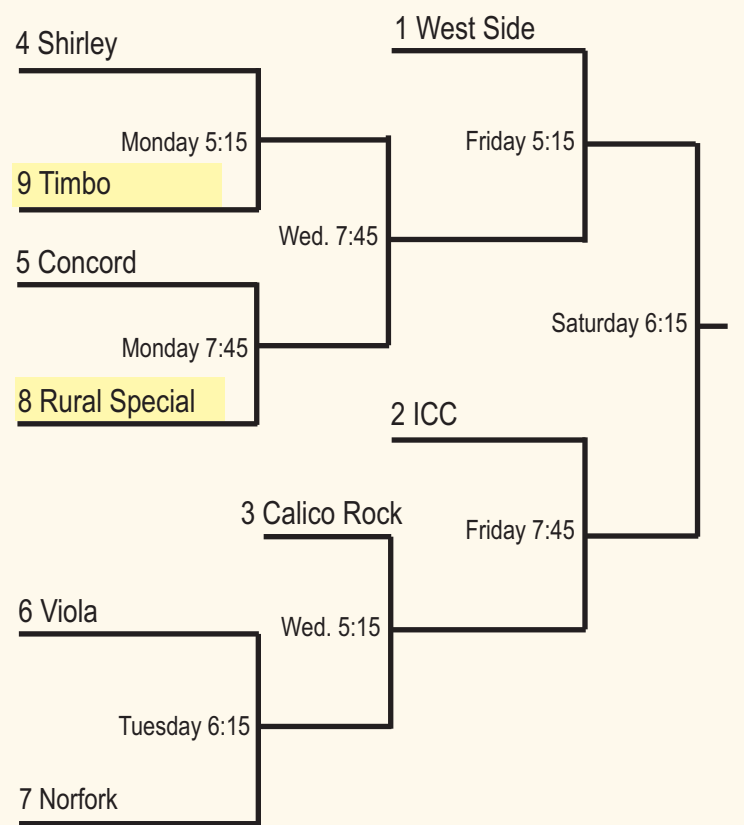 4 Shirley
1 West Side
Monday 5:15
Friday 5:15
9 Timbo
Wed. 7:45
5 Concord
Saturday 6:15
Monday 7:45
8 Rural Special
2 ICC
3 Calico Rock
Friday 7:45
6 Viola
Wed. 5:15
Tuesday 6:15
7 Norfork